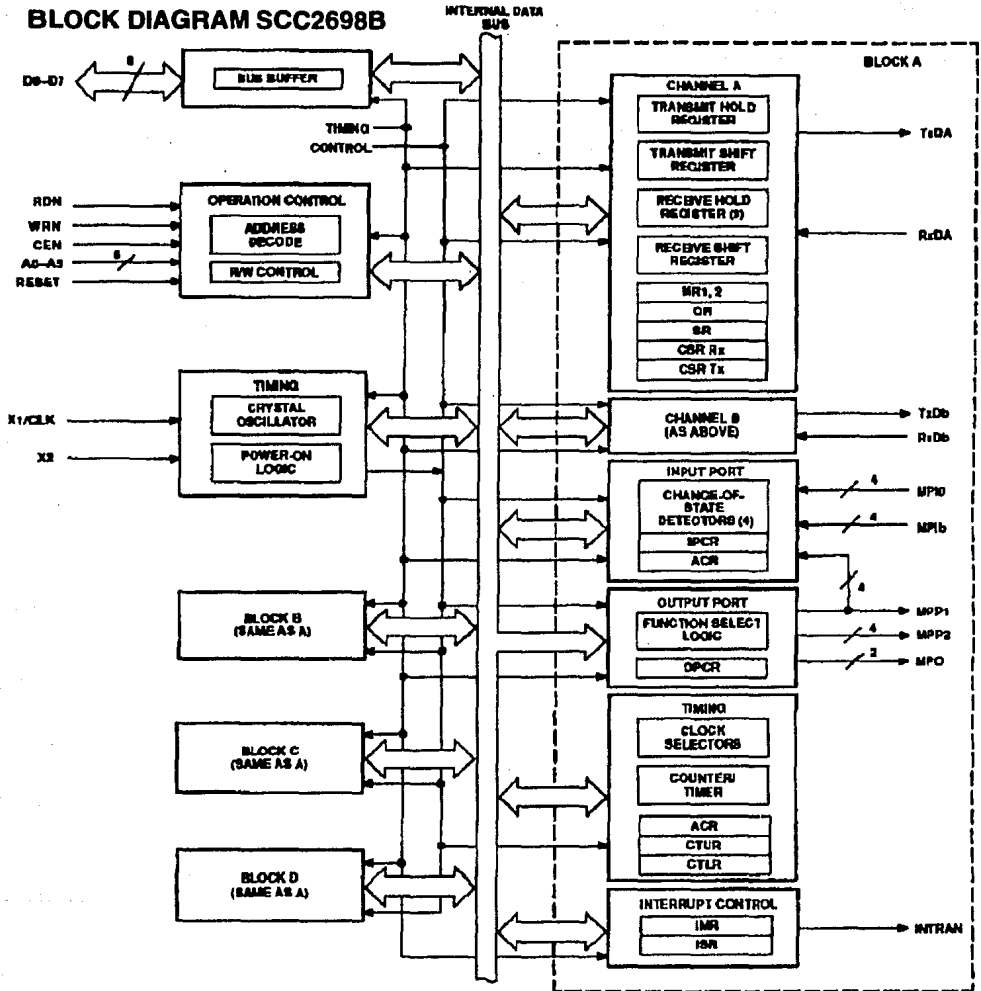 BLOCK DIAGRAM SCC2698B
INTERNAL DATA
BUS
BLOCK A
D0–D7
8
BUS BUFFER
TIMING
CONTROL
RDN
WRN
CEN
A0–A5
6
RESET
OPERATION CONTROL
ADDRESS
DECODE
R/W CONTROL
X1/CLK
X2
TIMING
CRYSTAL
OSCILLATOR
POWER-ON
LOGIC
BLOCK B
(SAME AS A)
BLOCK C
(SAME AS A)
BLOCK D
(SAME AS A)
CHANNEL A
TRANSMIT HOLD
REGISTER
TRANSMIT SHIFT
REGISTER
RECEIVE HOLD
REGISTER (3)
RECEIVE SHIFT
REGISTER
MR1, 2
CR
SR
CSR Rx
CSR Tx
TxDA
RxDA
CHANNEL B
(AS ABOVE)
TxDb
RxDb
INPUT PORT
CHANGE-OF-
STATE
DETECTORS (4)
IPCR
ACR
4
MPI0
4
MPIb
4
OUTPUT PORT
FUNCTION SELECT
LOGIC
OPCR
MPP1
4
MPP2
2
MPO
TIMING
CLOCK
SELECTORS
COUNTER/
TIMER
ACR
CTUR
CTLR
INTERRUPT CONTROL
IMR
ISR
INTRAN